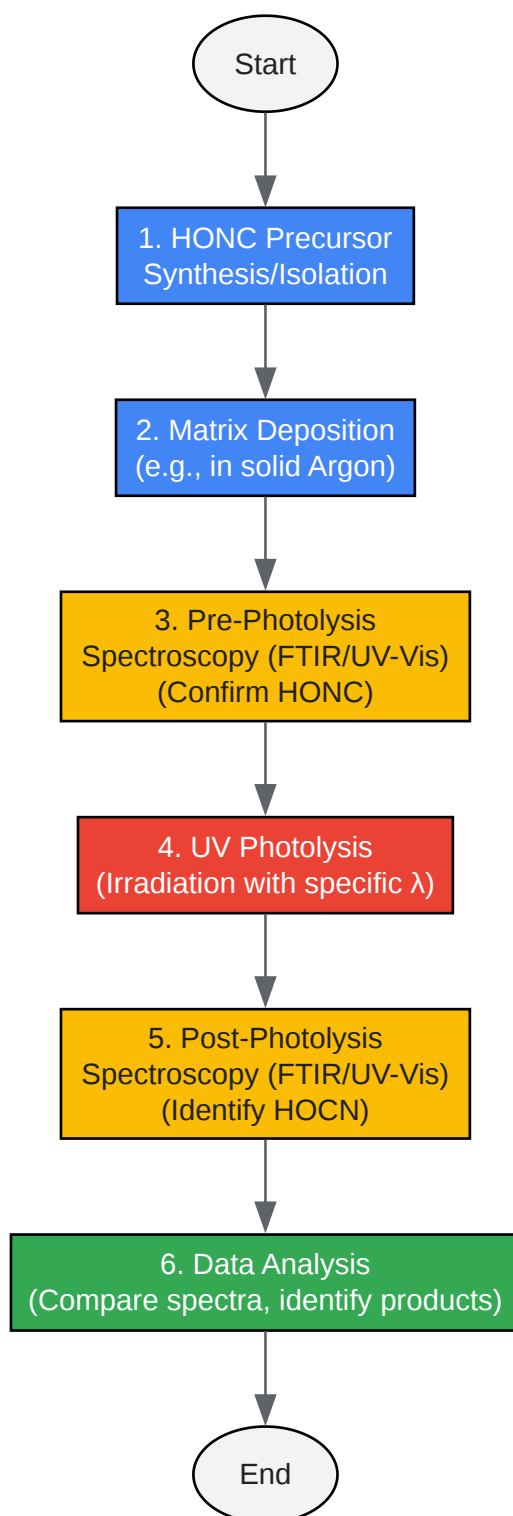 Start
1. HONC Precursor
Synthesis/Isolation
2. Matrix Deposition
(e.g., in solid Argon)
3. Pre-Photolysis
Spectroscopy (FTIR/UV-Vis)
(Confirm HONC)
4. UV Photolysis
(Irradiation with specific λ)
5. Post-Photolysis
Spectroscopy (FTIR/UV-Vis)
(Identify HOCN)
6. Data Analysis
(Compare spectra, identify products)
End